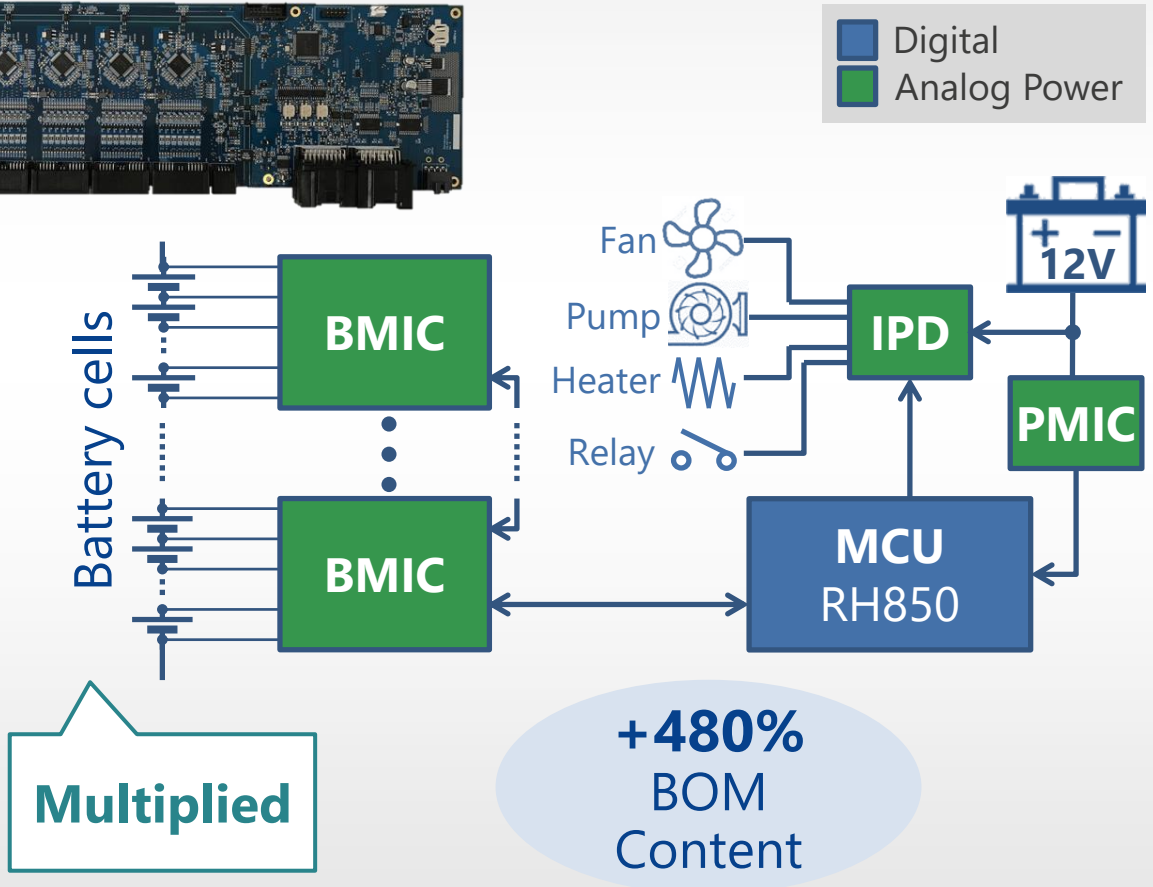 Digital
Analog Power
Fan
Pump
Heater
Relay
+ −
12V
IPD
PMIC
Battery cells
BMIC
BMIC
MCU
RH850
Multiplied
+480%
BOM
Content